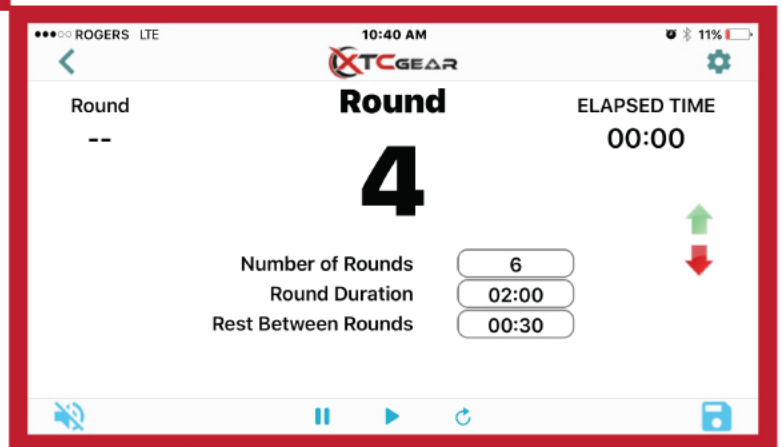 ROGERS LTE 10:40 AM 11%
XTCGEAR
Round Round ELAPSED TIME
-- 4 00:00
Number of Rounds 6
Round Duration 02:00
Rest Between Rounds 00:30